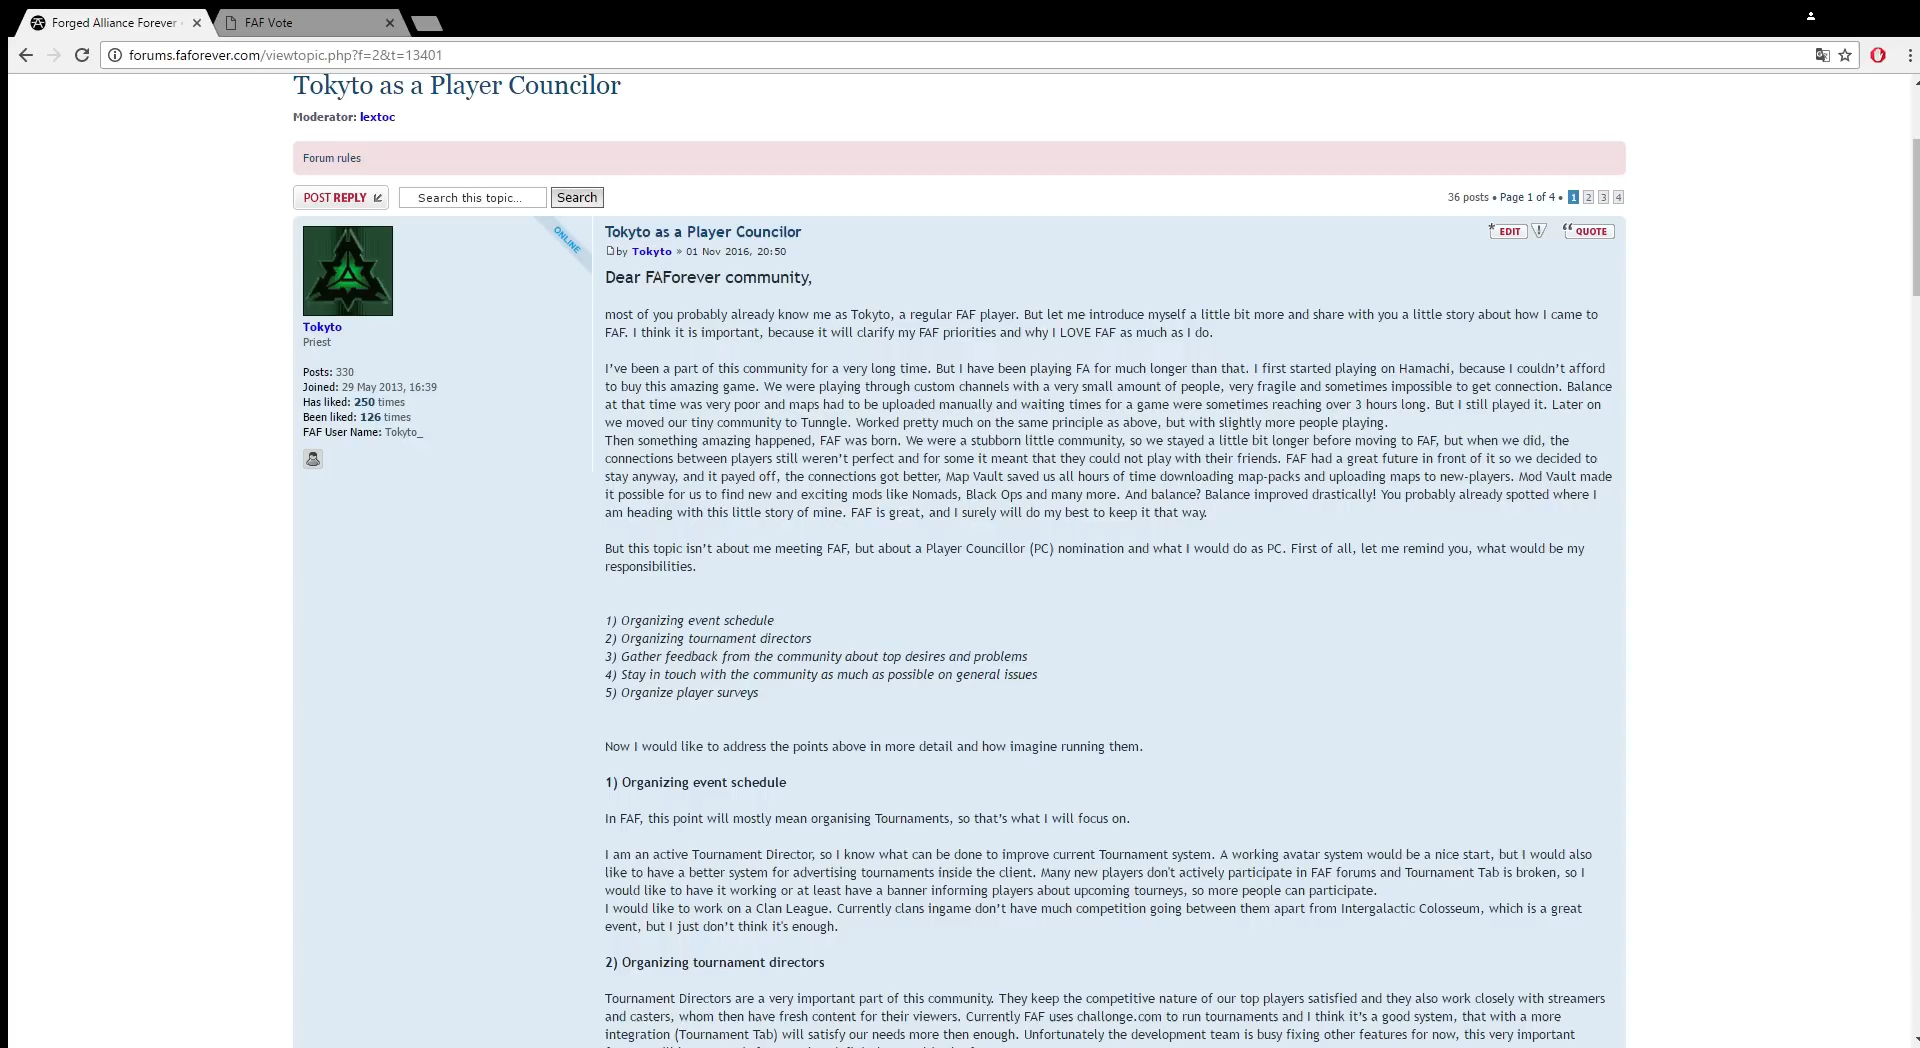 Forged Alliance Forever
FAF Vote
forums.faforever.com/viewtopic.php?f=2&t=13401
Tokyto as a Player Councilor
Moderator: lextoc
Forum rules
POST REPLY
Search this topic...
Search
36 posts • Page 1 of 4 • 1 2 3 4
ONLINE
Tokyto
Priest
Posts: 330
Joined: 29 May 2013, 16:39
Has liked: 250 times
Been liked: 126 times
FAF User Name: Tokyto_
Tokyto as a Player Councilor
EDIT
QUOTE
by Tokyto » 01 Nov 2016, 20:50
Dear FAForever community,
most of you probably already know me as Tokyto, a regular FAF player. But let me introduce myself a little bit more and share with you a little story about how I came to
FAF. I think it is important, because it will clarify my FAF priorities and why I LOVE FAF as much as I do.
I've been a part of this community for a very long time. But I have been playing FA for much longer than that. I first started playing on Hamachi, because I couldn't afford
to buy this amazing game. We were playing through custom channels with a very small amount of people, very fragile and sometimes impossible to get connection. Balance
at that time was very poor and maps had to be uploaded manually and waiting times for a game were sometimes reaching over 3 hours long. But I still played it. Later on
we moved our tiny community to Tunngle. Worked pretty much on the same principle as above, but with slightly more people playing.
Then something amazing happened, FAF was born. We were a stubborn little community, so we stayed a little bit longer before moving to FAF, but when we did, the
connections between players still weren't perfect and for some it meant that they could not play with their friends. FAF had a great future in front of it so we decided to
stay anyway, and it payed off, the connections got better, Map Vault saved us all hours of time downloading map-packs and uploading maps to new-players. Mod Vault made
it possible for us to find new and exciting mods like Nomads, Black Ops and many more. And balance? Balance improved drastically! You probably already spotted where I
am heading with this little story of mine. FAF is great, and I surely will do my best to keep it that way.
But this topic isn't about me meeting FAF, but about a Player Councillor (PC) nomination and what I would do as PC. First of all, let me remind you, what would be my
responsibilities.
1) Organizing event schedule
2) Organizing tournament directors
3) Gather feedback from the community about top desires and problems
4) Stay in touch with the community as much as possible on general issues
5) Organize player surveys
Now I would like to address the points above in more detail and how imagine running them.
1) Organizing event schedule
In FAF, this point will mostly mean organising Tournaments, so that's what I will focus on.
I am an active Tournament Director, so I know what can be done to improve current Tournament system. A working avatar system would be a nice start, but I would also
like to have a better system for advertising tournaments inside the client. Many new players don't actively participate in FAF forums and Tournament Tab is broken, so I
would like to have it working or at least have a banner informing players about upcoming tourneys, so more people can participate.
I would like to work on a Clan League. Currently clans ingame don't have much competition going between them apart from Intergalactic Colosseum, which is a great
event, but I just don't think it's enough.
2) Organizing tournament directors
Tournament Directors are a very important part of this community. They keep the competitive nature of our top players satisfied and they also work closely with streamers
and casters, whom then have fresh content for their viewers. Currently FAF uses challonge.com to run tournaments and I think it's a good system, that with a more
integration (Tournament Tab) will satisfy our needs more then enough. Unfortunately the development team is busy fixing other features for now, this very important